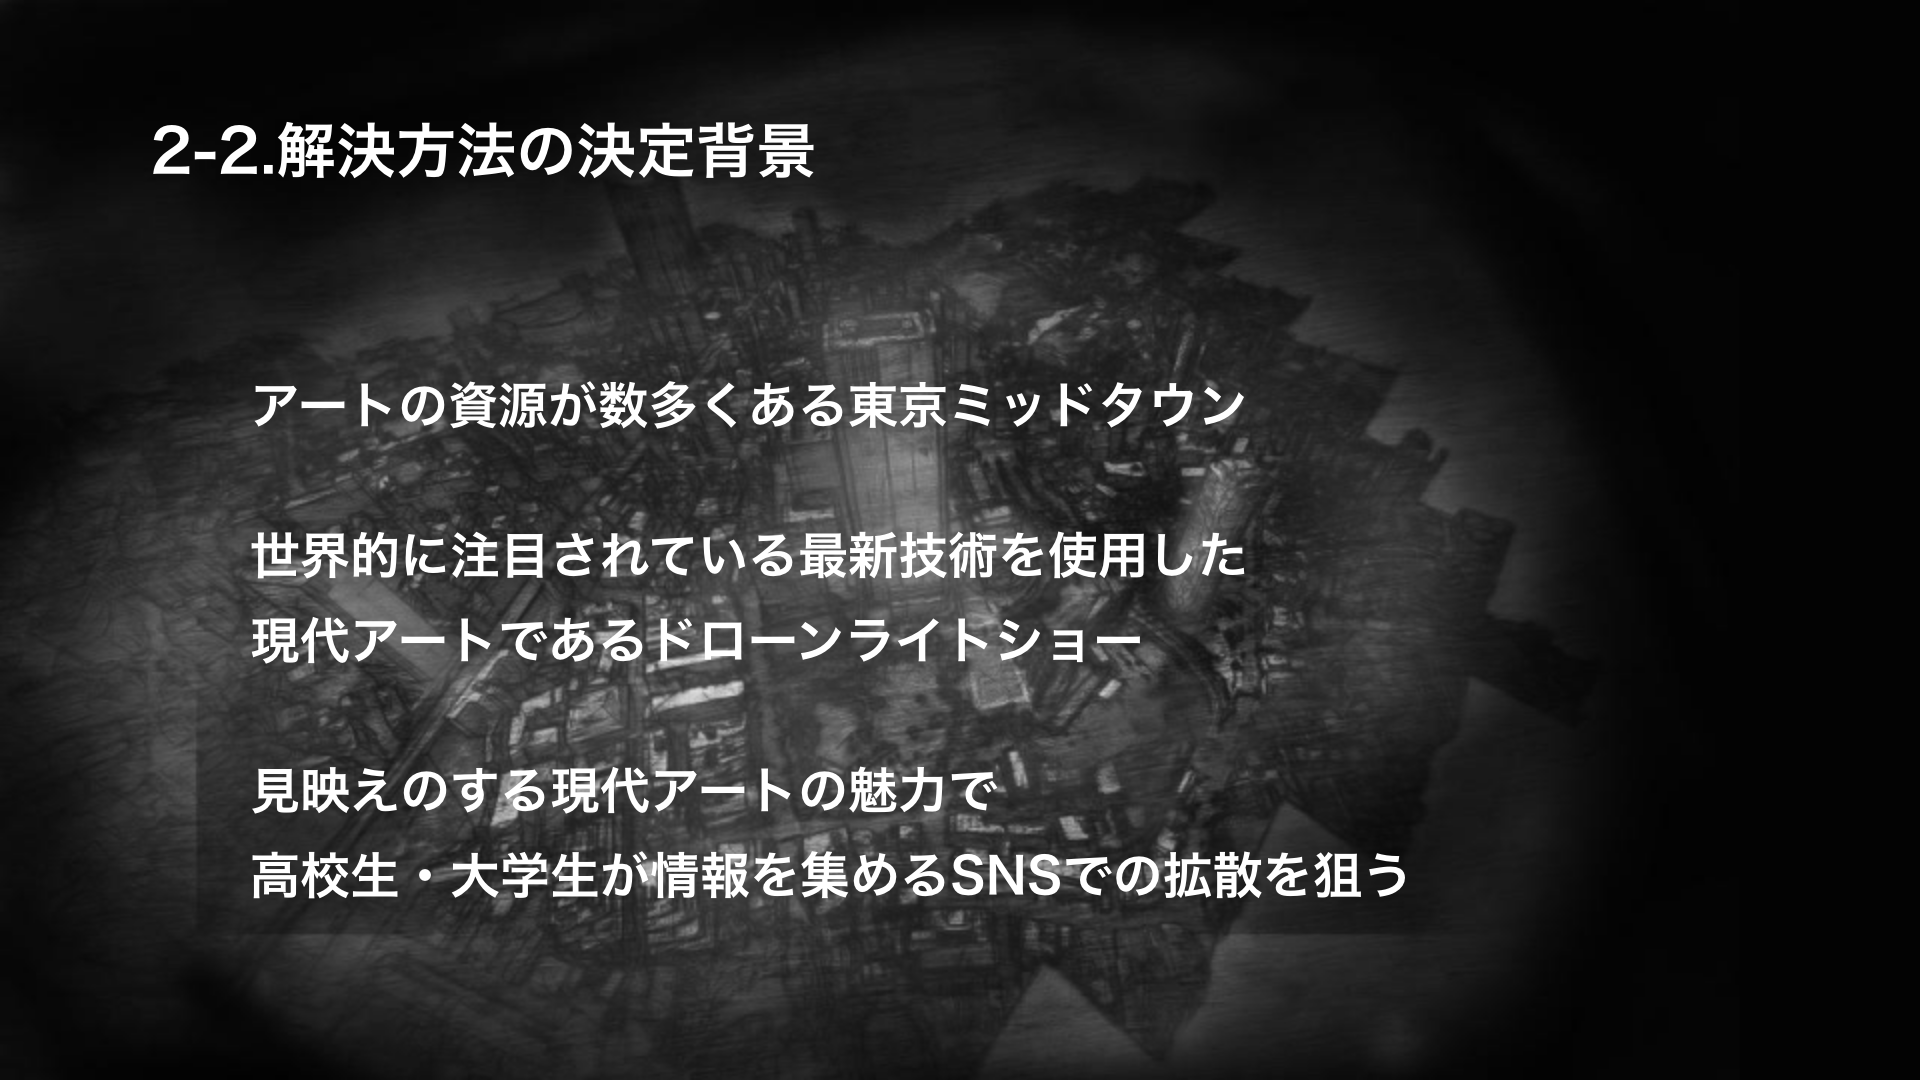 2-2.解決方法の決定背景
アートの資源が数多くある東京ミッドタウン
世界的に注目されている最新技術を使用した
現代アートであるドローンライトショー
見映えのする現代アートの魅力で
高校生・大学生が情報を集めるSNSでの拡散を狙う